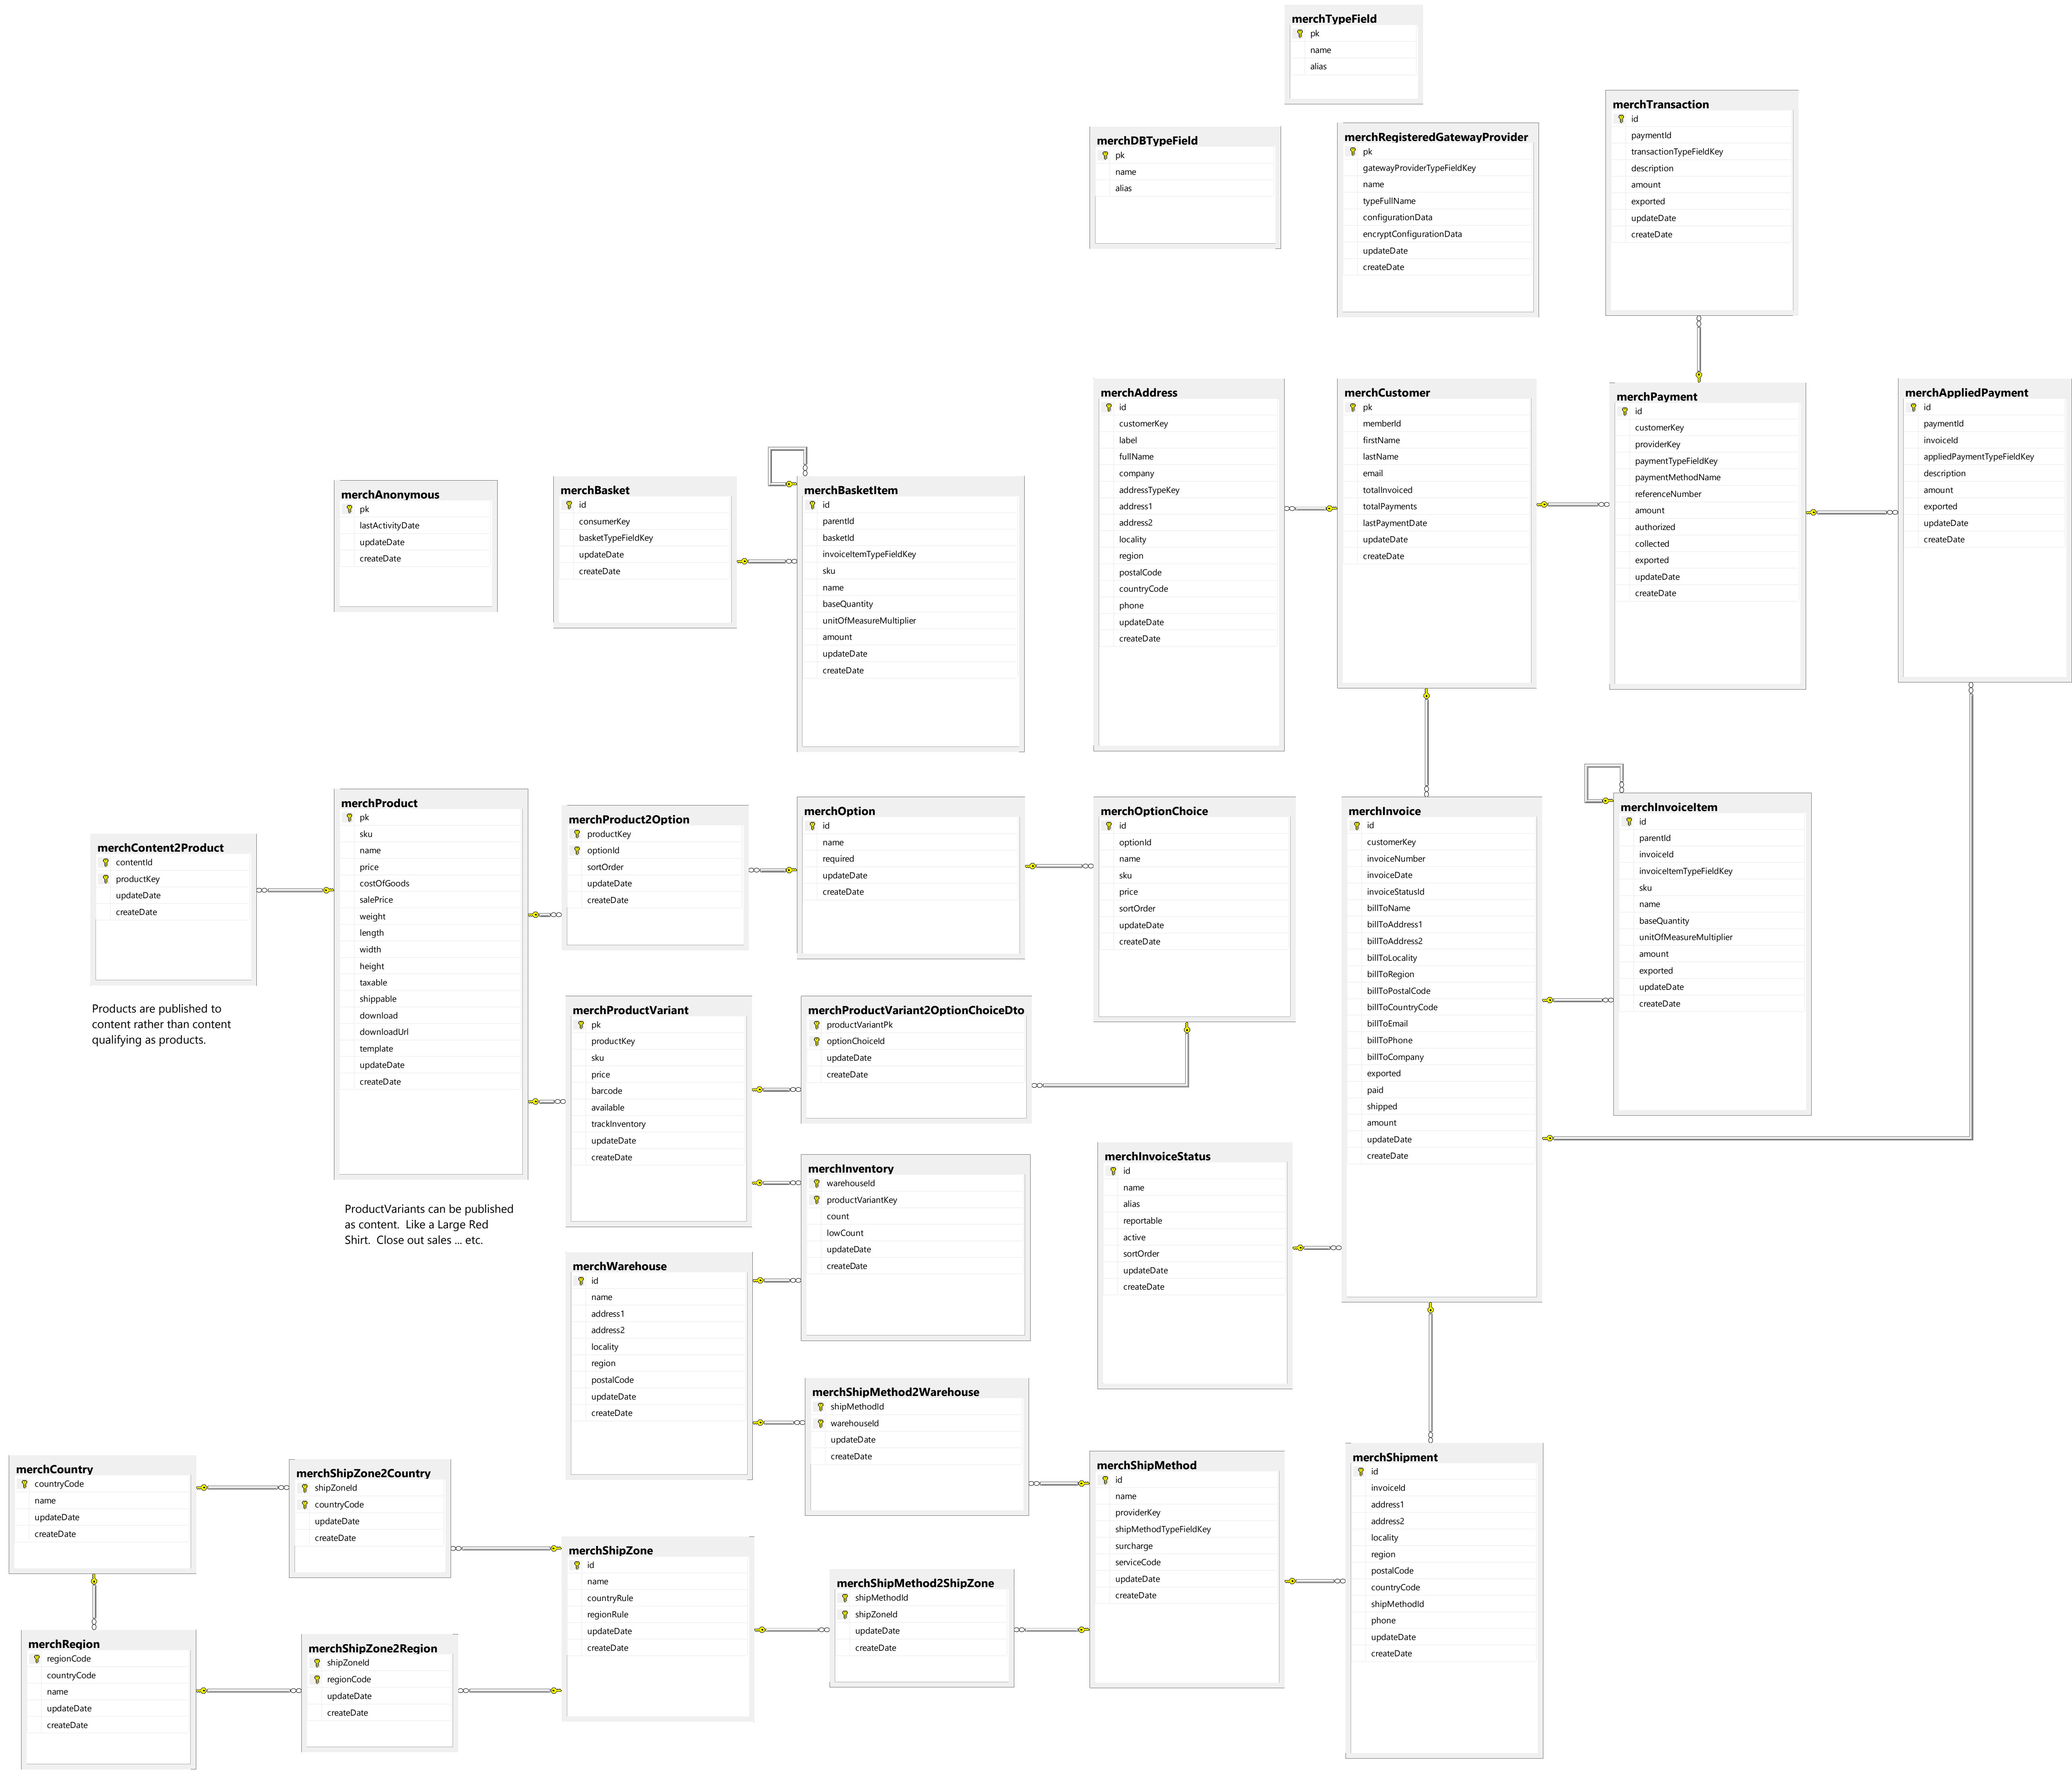 merchTypeField
pk
name
alias
merchTransaction
id
paymentId
transactionTypeFieldKey
description
amount
exported
updateDate
createDate
merchDBTypeField
pk
name
alias
merchRegisteredGatewayProvider
pk
gatewayProviderTypeFieldKey
name
typeFullName
configurationData
encryptConfigurationData
updateDate
createDate
merchAddress
id
customerKey
label
fullName
company
addressTypeKey
address1
address2
locality
region
postalCode
countryCode
phone
updateDate
createDate
merchCustomer
pk
memberId
firstName
lastName
email
totalInvoiced
totalPayments
lastPaymentDate
updateDate
createDate
merchPayment
id
customerKey
providerKey
paymentTypeFieldKey
paymentMethodName
referenceNumber
amount
authorized
collected
exported
updateDate
createDate
merchAppliedPayment
id
paymentId
invoiceId
appliedPaymentTypeFieldKey
description
amount
exported
updateDate
createDate
merchAnonymous
pk
lastActivityDate
updateDate
createDate
merchBasket
id
consumerKey
basketTypeFieldKey
updateDate
createDate
merchBasketItem
id
parentId
basketId
invoiceItemTypeFieldKey
sku
name
baseQuantity
unitOfMeasureMultiplier
amount
updateDate
createDate
merchContent2Product
contentId
productKey
updateDate
createDate
Products are published to
content rather than content
qualifying as products.
merchProduct
pk
sku
name
price
costOfGoods
salePrice
weight
length
width
height
taxable
shippable
download
downloadUrl
template
updateDate
createDate
ProductVariants can be published
as content.  Like a Large Red
Shirt.  Close out sales ... etc.
merchProduct2Option
productKey
optionId
sortOrder
updateDate
createDate
merchOption
id
name
required
updateDate
createDate
merchOptionChoice
id
optionId
name
sku
price
sortOrder
updateDate
createDate
merchInvoice
id
customerKey
invoiceNumber
invoiceDate
invoiceStatusId
billToName
billToAddress1
billToAddress2
billToLocality
billToRegion
billToPostalCode
billToCountryCode
billToEmail
billToPhone
billToCompany
exported
paid
shipped
amount
updateDate
createDate
merchInvoiceItem
id
parentId
invoiceId
invoiceItemTypeFieldKey
sku
name
baseQuantity
unitOfMeasureMultiplier
amount
exported
updateDate
createDate
merchProductVariant
pk
productKey
sku
price
barcode
available
trackInventory
updateDate
createDate
merchProductVariant2OptionChoiceDto
productVariantPk
optionChoiceId
updateDate
createDate
merchInventory
warehouseId
productVariantKey
count
lowCount
updateDate
createDate
merchInvoiceStatus
id
name
alias
reportable
active
sortOrder
updateDate
createDate
merchWarehouse
id
name
address1
address2
locality
region
postalCode
updateDate
createDate
merchShipMethod2Warehouse
shipMethodId
warehouseId
updateDate
createDate
merchCountry
countryCode
name
updateDate
createDate
merchShipZone2Country
shipZoneId
countryCode
updateDate
createDate
merchShipZone
id
name
countryRule
regionRule
updateDate
createDate
merchShipMethod2ShipZone
shipMethodId
shipZoneId
updateDate
createDate
merchShipMethod
id
name
providerKey
shipMethodTypeFieldKey
surcharge
serviceCode
updateDate
createDate
merchShipment
id
invoiceId
address1
address2
locality
region
postalCode
countryCode
shipMethodId
phone
updateDate
createDate
merchRegion
regionCode
countryCode
name
updateDate
createDate
merchShipZone2Region
shipZoneId
regionCode
updateDate
createDate